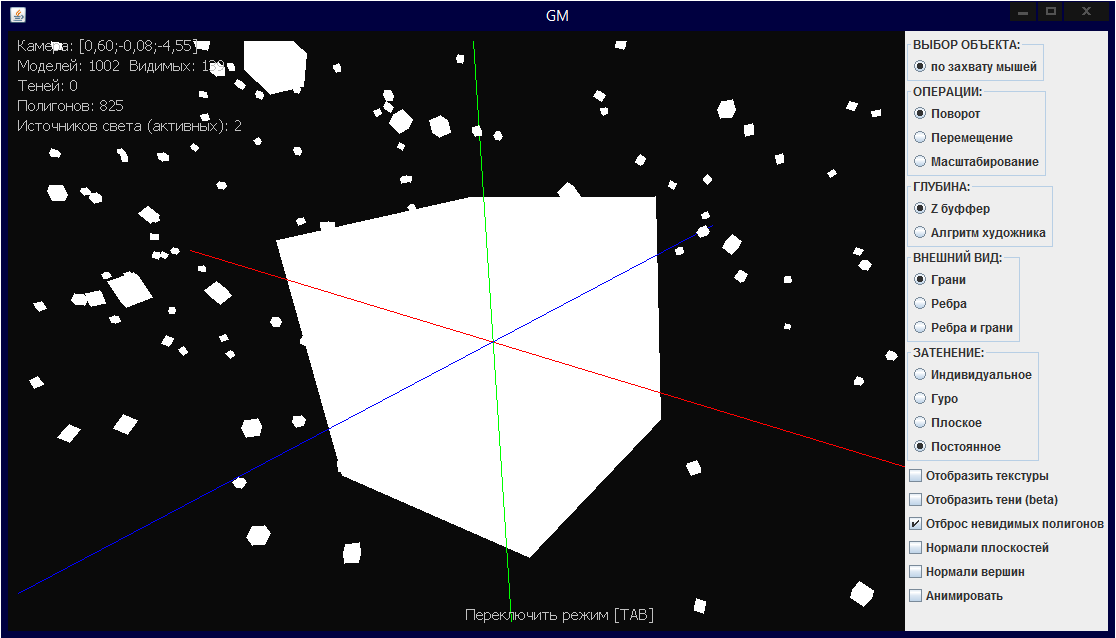 GM
Камера: [0,60;-0,08;-4,55]
Моделей: 1002 Видимых: 139
Теней: 0
Полигонов: 825
Источников света (активных): 2
Переключить режим [TAB]
ВЫБОР ОБЪЕКТА:
по захвату мышей
ОПЕРАЦИИ:
Поворот
Перемещение
Масштабирование
ГЛУБИНА:
Z буффер
Алгритм художника
ВНЕШНИЙ ВИД:
Грани
Ребра
Ребра и грани
ЗАТЕНЕНИЕ:
Индивидуальное
Гуро
Плоское
Постоянное
Отобразить текстуры
Отобразить тени (beta)
Отброс невидимых полигонов
Нормали плоскостей
Нормали вершин
Анимировать